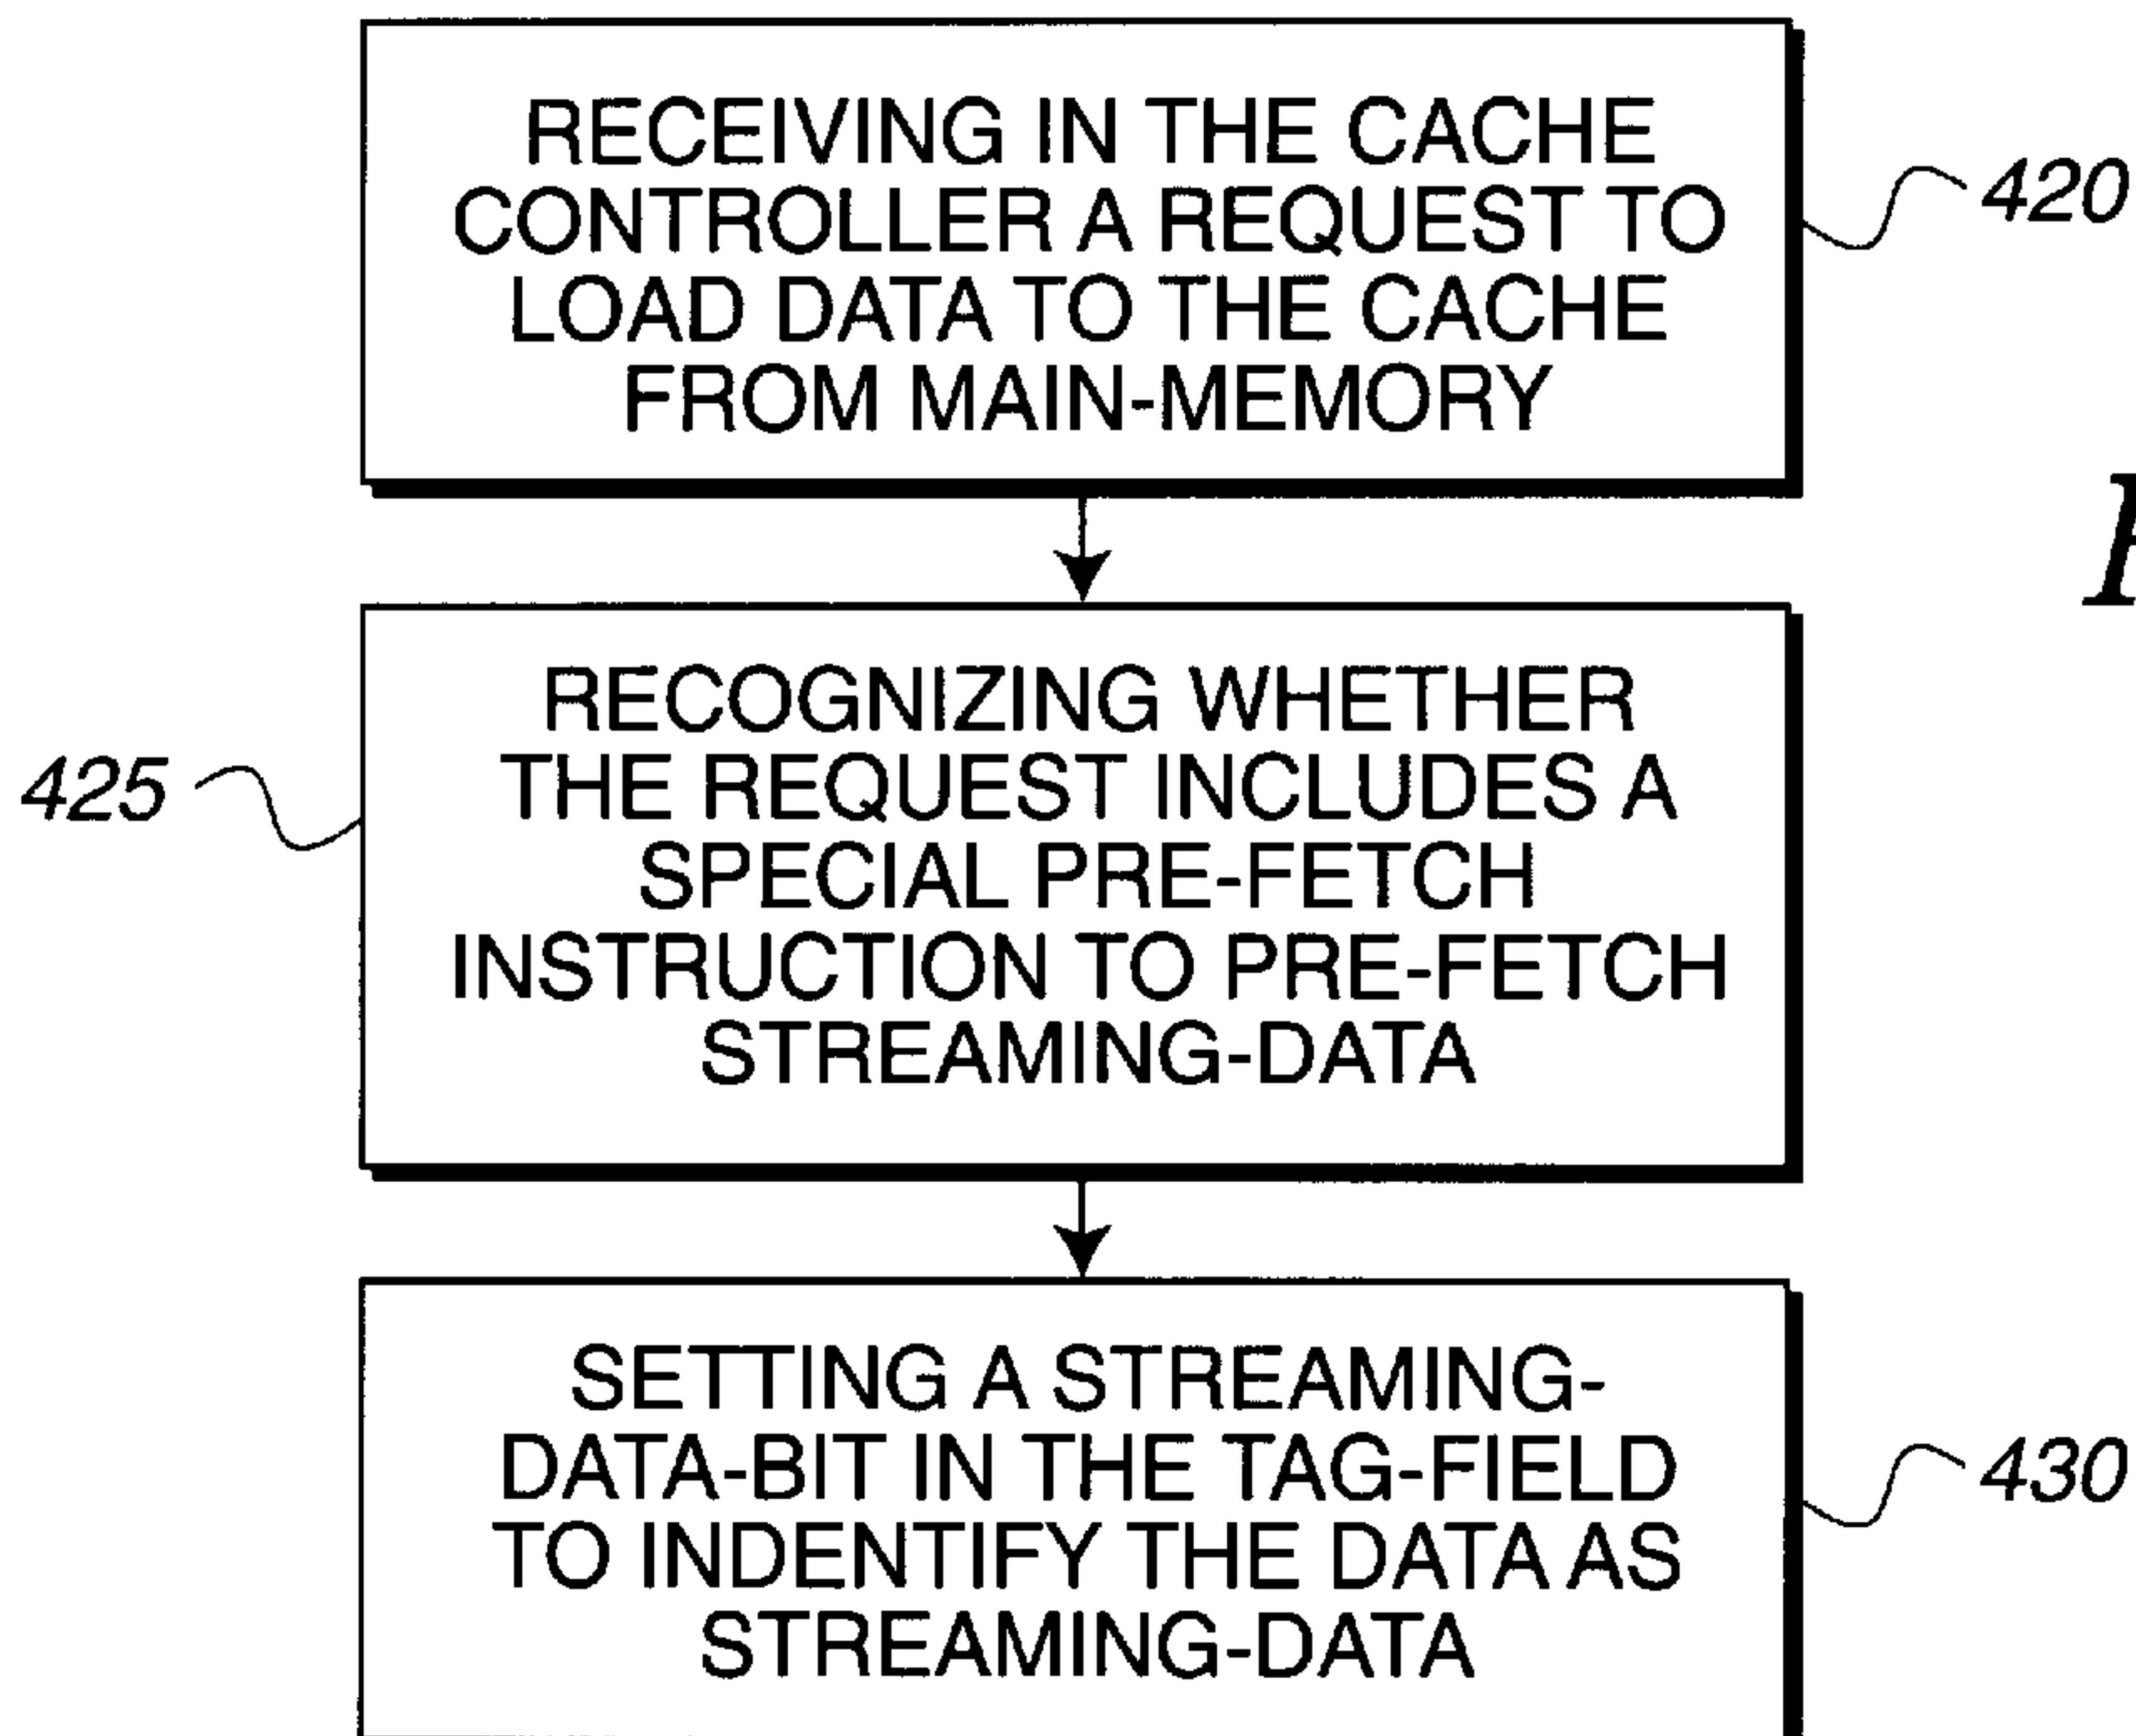 RECEIVING IN THE CACHE
CONTROLLER A REQUEST TO
LOAD DATA TO THE CACHE
FROM MAIN-MEMORY
420
RECOGNIZING WHETHER
THE REQUEST INCLUDES A
SPECIAL PRE-FETCH
INSTRUCTION TO PRE-FETCH
STREAMING-DATA
425
SETTING A STREAMING-
DATA-BIT IN THE TAG-FIELD
TO INDENTIFY THE DATA AS
STREAMING-DATA
430